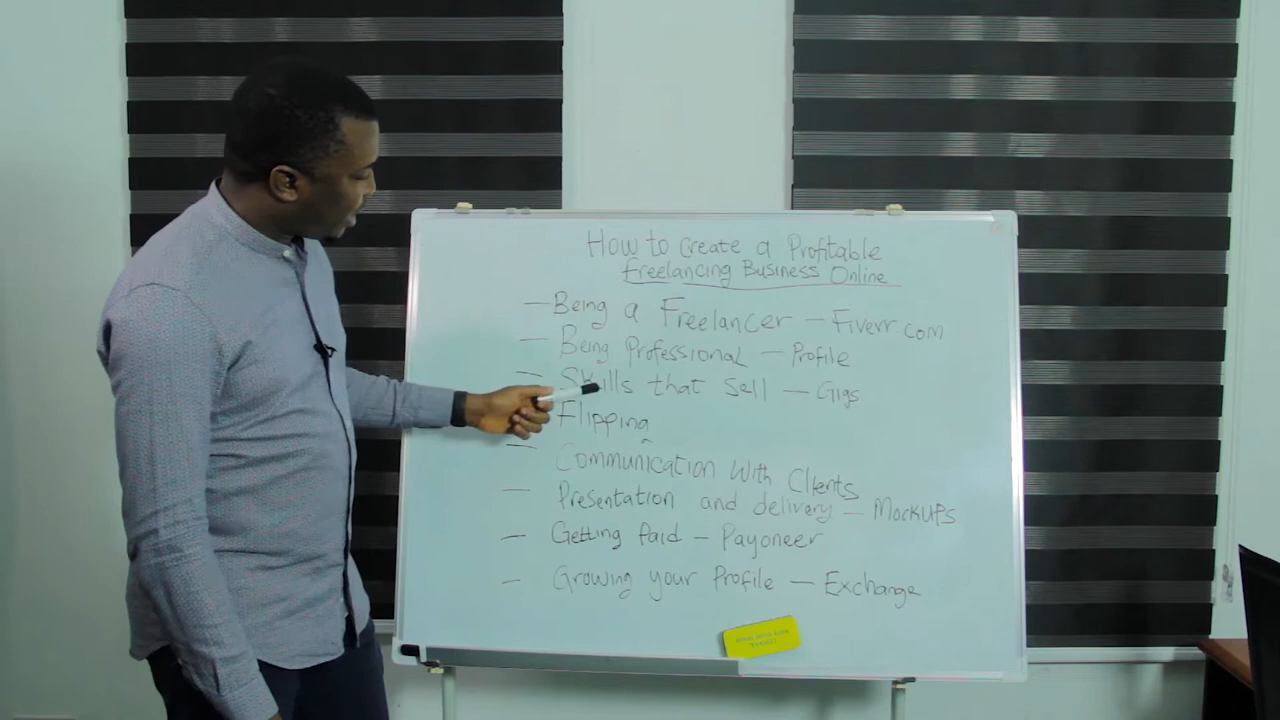 How to create a Profitable
Freelancing Business Online
— Being a Freelancer — Fiverr.com
— Being Professional — Profile
— Skills that Sell — Gigs
Flipping
— Communication With Clients
— Presentation and delivery — Mockups
— Getting Paid — Payoneer
— Growing your Profile — Exchange